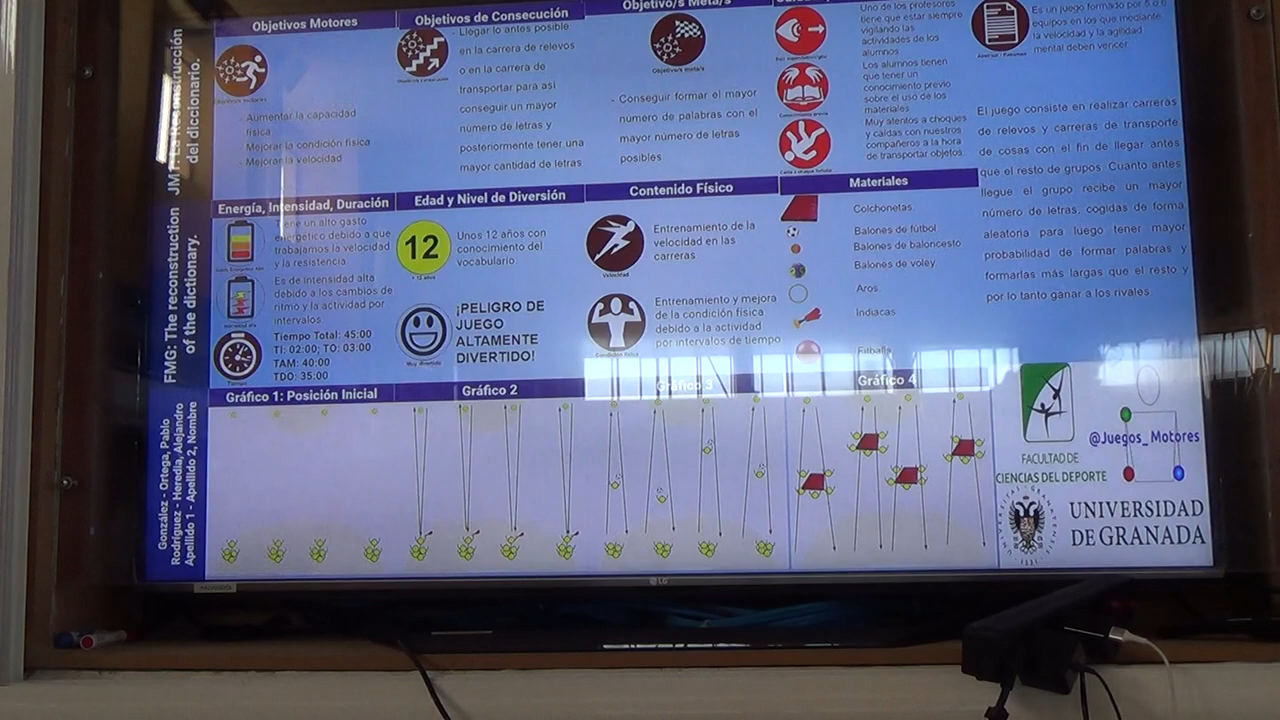 FMG: The reconstruction JM1: La Reconstrucción
of the dictionary. del diccionario.
González - Ortega, Pablo
Rodríguez - Heredia, Alejandro
Apellido 1 - Apellido 2, Nombre
Objetivos Motores
Aumentar la capacidad
física
- Mejorar la condición física
- Mejorar la velocidad
Objetivos de Consecución
- Llegar lo antes posible
en la carrera de relevos
o en la carrera de
transportar para así
conseguir un mayor
número de letras y
posteriormente tener una
mayor cantidad de letras
Objetivo/s Meta/s
- Conseguir formar el mayor
número de palabras con el
mayor número de letras
posibles
Uno de los profesores
tiene que estar siempre
vigilando las
actividades de los
alumnos
Los alumnos tienen
que tener un
conocimiento previo
sobre el uso de los
materiales
Muy atentos a choques
y caídas con nuestros
compañeros a la hora
de transportar objetos.
Es un juego formado por 5 o 6
equipos en los que mediante
la velocidad y la agilidad
mental deben vencer.
El juego consiste en realizar carreras
de relevos y carreras de transporte
de cosas con el fin de llegar antes
que el resto de grupos. Cuanto antes
llegue el grupo recibe un mayor
número de letras, cogidas de forma
aleatoria para luego tener mayor
probabilidad de formar palabras y
formarlas más largas que el resto y
por lo tanto ganar a los rivales.
Energía, Intensidad, Duración
Tiene un alto gasto
energético debido a que
trabajamos la velocidad
y la resistencia.
Es de intensidad alta
debido a los cambios de
ritmo y la actividad por
intervalos.
Tiempo
Tiempo Total: 45:00
TI: 02:00; TO: 03:00
TAM: 40:00
TDO: 35:00
Edad y Nivel de Diversión
12
+ 12 años
Unos 12 años con
conocimiento del
vocabulario.
Muy divertido
¡PELIGRO DE
JUEGO
ALTAMENTE
DIVERTIDO!
Contenido Físico
Velocidad
Entrenamiento de la
velocidad en las
carreras
Condición física
Entrenamiento y mejora
de la condición física
debido a la actividad
por intervalos de tiempo
Materiales
Colchonetas.
Balones de fútbol
Balones de baloncesto
Balones de voley.
Aros.
Indiacas
Fitballs
Gráfico 1: Posición Inicial
Gráfico 2
Gráfico 3
Gráfico 4
FACULTAD DE
CIENCIAS DEL DEPORTE
@Juegos_Motores
UNIVERSIDAD
DE GRANADA
LG